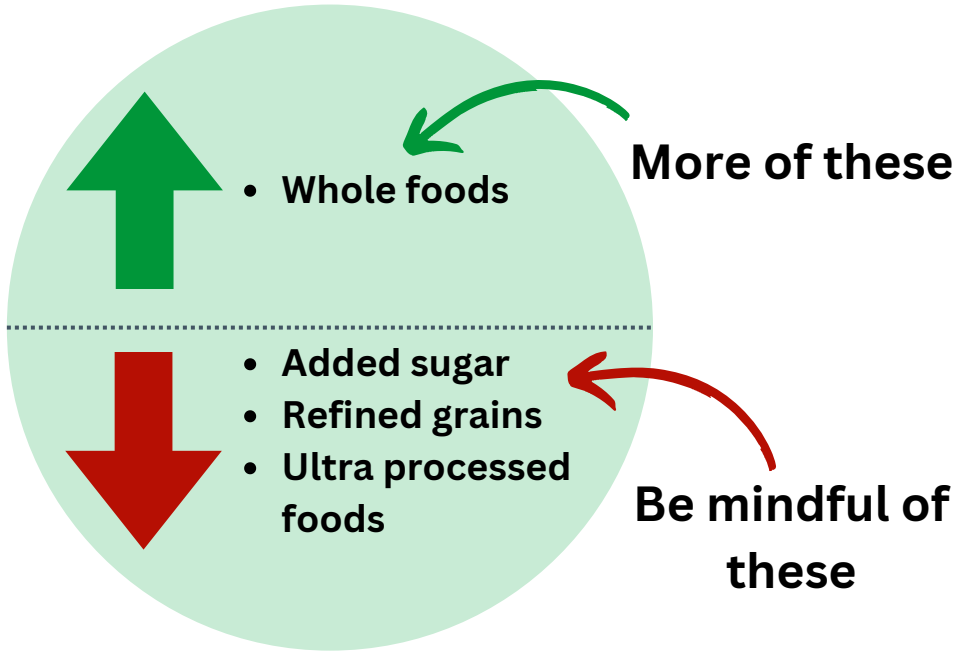 • Whole foods
More of these
• Added sugar
• Refined grains
• Ultra processed
foods
Be mindful of
these